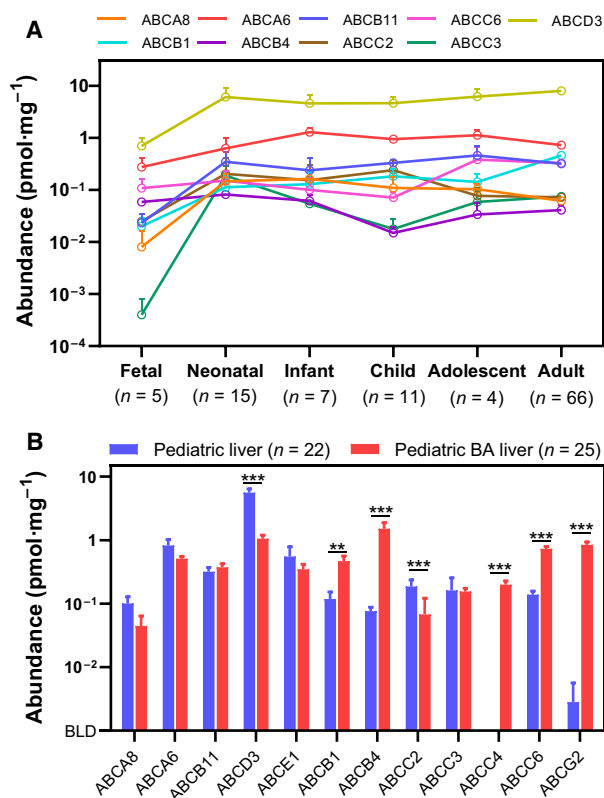 A
ABCA8 ABCA6 ABCB11 ABCC6 ABCD3
ABCB1 ABCB4 ABCC2 ABCC3
Abundance (pmol·mg⁻¹)
10
1
10⁻¹
10⁻²
10⁻³
10⁻⁴
Fetal Neonatal Infant Child Adolescent Adult
(n = 5) (n = 15) (n = 7) (n = 11) (n = 4) (n = 66)
B
Pediatric liver (n = 22) Pediatric BA liver (n = 25)
Abundance (pmol·mg⁻¹)
10
1
10⁻¹
10⁻²
BLD
*** ** *** *** *** *** ***
ABCA8 ABCA6 ABCB11 ABCD3 ABCE1 ABCB1 ABCB4 ABCC2 ABCC3 ABCC4 ABCC6 ABCG2